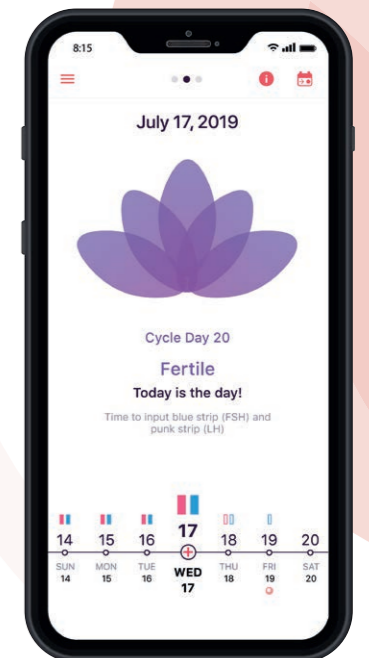 8:15
July 17, 2019
Cycle Day 20
Fertile
Today is the day!
Time to input blue strip (FSH) and
punk strip (LH)
14 15 16 17 18 19 20
SUN MON TUE WED THU FRI SAT
14 15 16 17 18 19 20